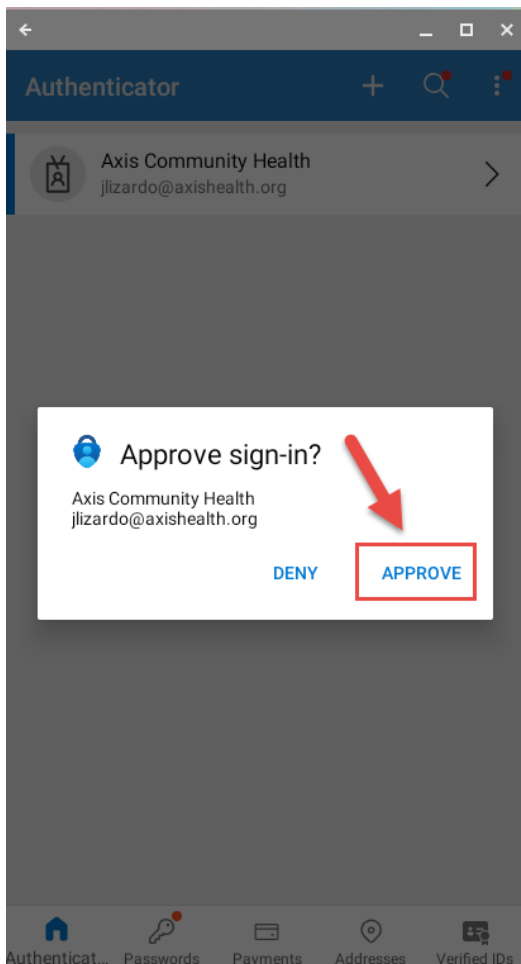 Authenticator
Axis Community Health
jlizardo@axishealth.org
Approve sign-in?
Axis Community Health
jlizardo@axishealth.org
DENY APPROVE
Authenticat... Passwords Payments Addresses Verified IDs